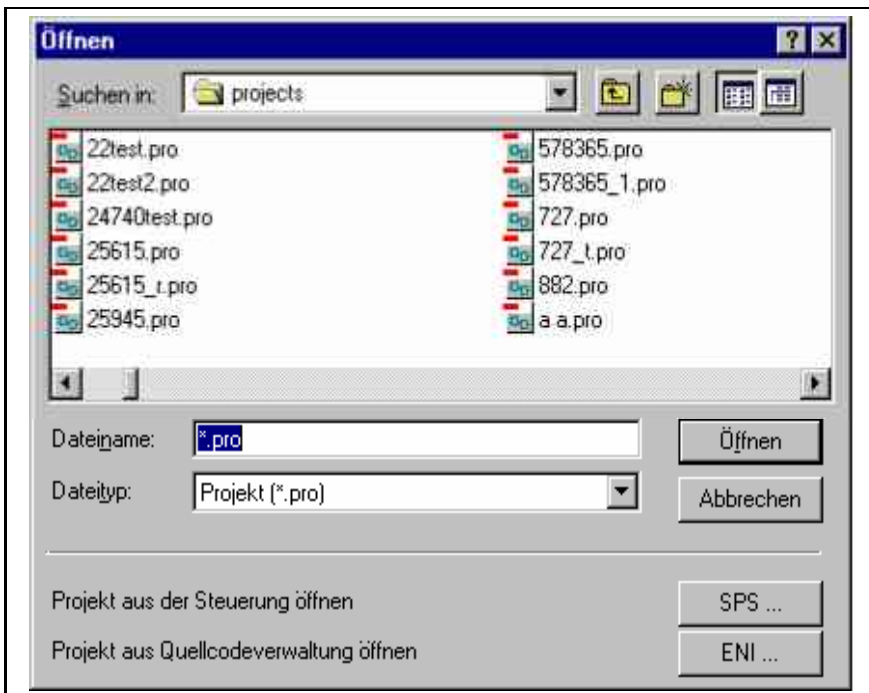 Öffnen
Suchen in: projects
22test.pro
22test2.pro
24740test.pro
25615.pro
25615_r.pro
25945.pro
578365.pro
578365_1.pro
727.pro
727_t.pro
882.pro
a a.pro
Dateiname: *.pro Öffnen
Dateityp: Projekt (*.pro) Abbrechen
Projekt aus der Steuerung öffnen SPS ...
Projekt aus Quellcodeverwaltung öffnen ENI ...